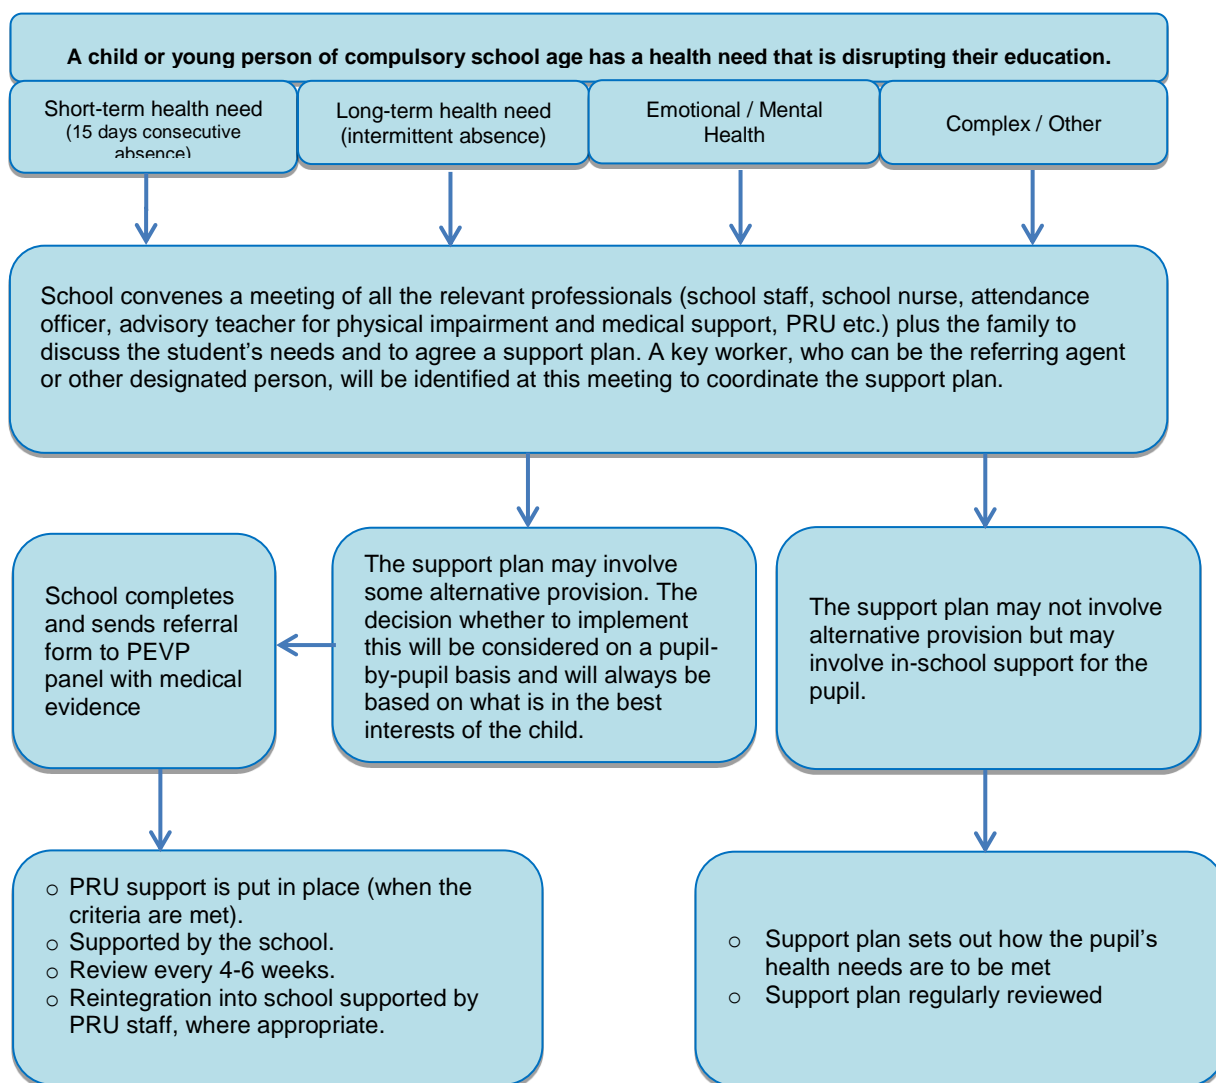 A child or young person of compulsory school age has a health need that is disrupting their education.
Short-term health need
(15 days consecutive
absence)
Long-term health need
(intermittent absence)
Emotional / Mental
Health
Complex / Other
School convenes a meeting of all the relevant professionals (school staff, school nurse, attendance
officer, advisory teacher for physical impairment and medical support, PRU etc.) plus the family to
discuss the student’s needs and to agree a support plan. A key worker, who can be the referring agent
or other designated person, will be identified at this meeting to coordinate the support plan.
School completes
and sends referral
form to PEVP
panel with medical
evidence
The support plan may involve
some alternative provision. The
decision whether to implement
this will be considered on a pupil-
by-pupil basis and will always be
based on what is in the best
interests of the child.
The support plan may not involve
alternative provision but may
involve in-school support for the
pupil.
○ PRU support is put in place (when the
criteria are met).
○ Supported by the school.
○ Review every 4-6 weeks.
○ Reintegration into school supported by
PRU staff, where appropriate.
○ Support plan sets out how the pupil’s
health needs are to be met
○ Support plan regularly reviewed